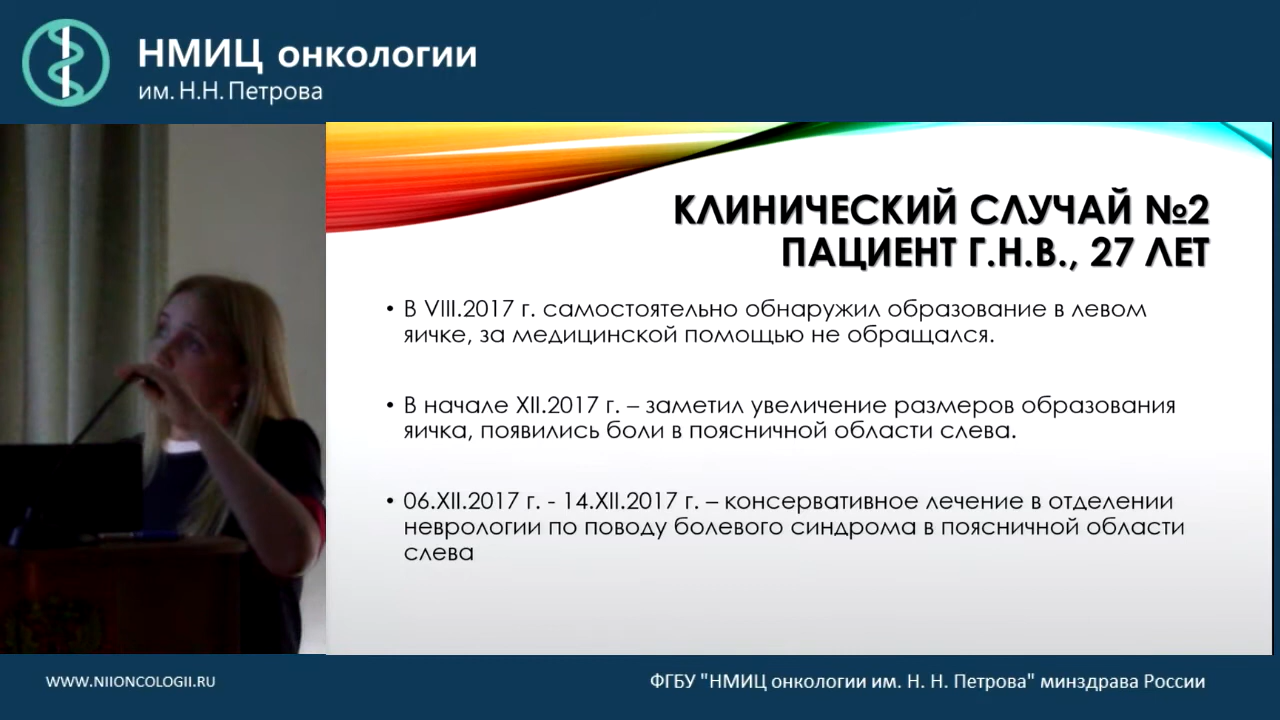 НМИЦ онкологии
им. Н.Н. Петрова
КЛИНИЧЕСКИЙ СЛУЧАЙ №2
ПАЦИЕНТ Г.Н.В., 27 ЛЕТ
• В VIII.2017 г. самостоятельно обнаружил образование в левом
яичке, за медицинской помощью не обращался.
• В начале XII.2017 г. – заметил увеличение размеров образования
яичка, появились боли в поясничной области слева.
• 06.XII.2017 г. - 14.XII.2017 г. – консервативное лечение в отделении
неврологии по поводу болевого синдрома в поясничной области
слева
WWW.NIIONCOLOGII.RU
ФГБУ "НМИЦ онкологии им. Н. Н. Петрова" минздрава России